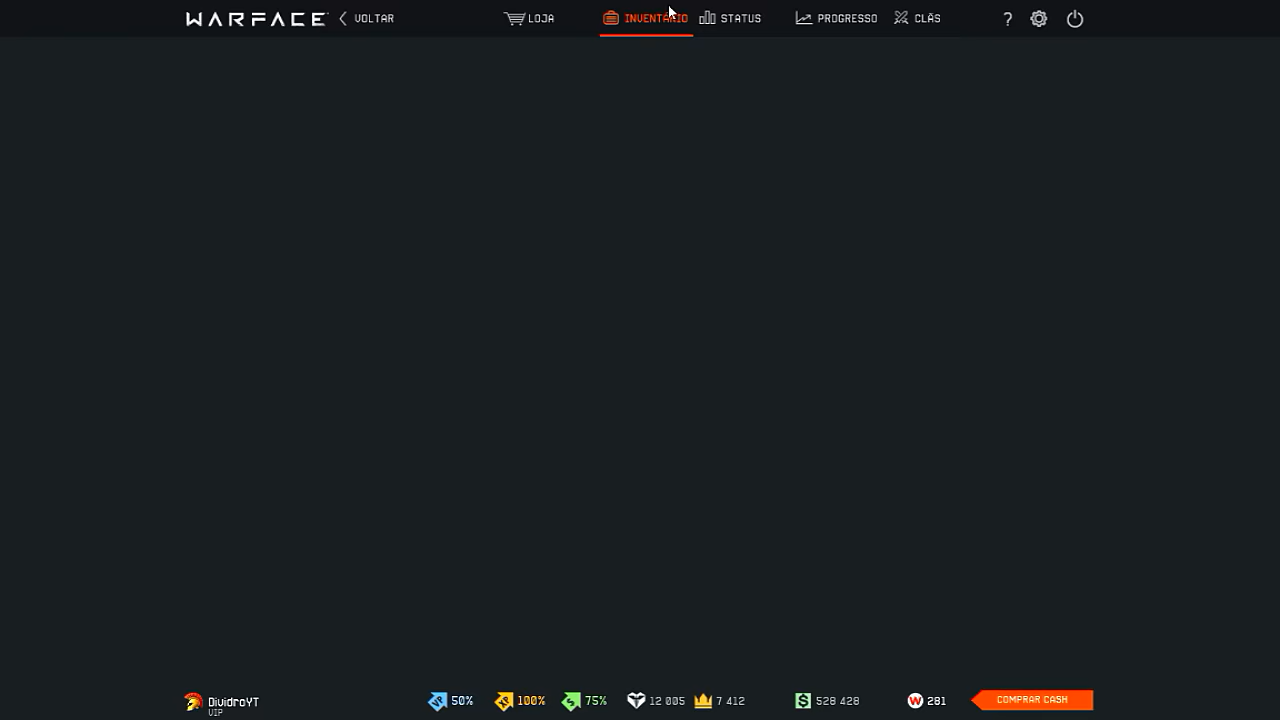 WARFACE VOLTAR LOJA INVENTÁRIO STATUS PROGRESSO CLÃS ?
DividroYT 50% 100% 75% 12 005 7 412 528 428 W 281 COMPRAR CASH
VIP